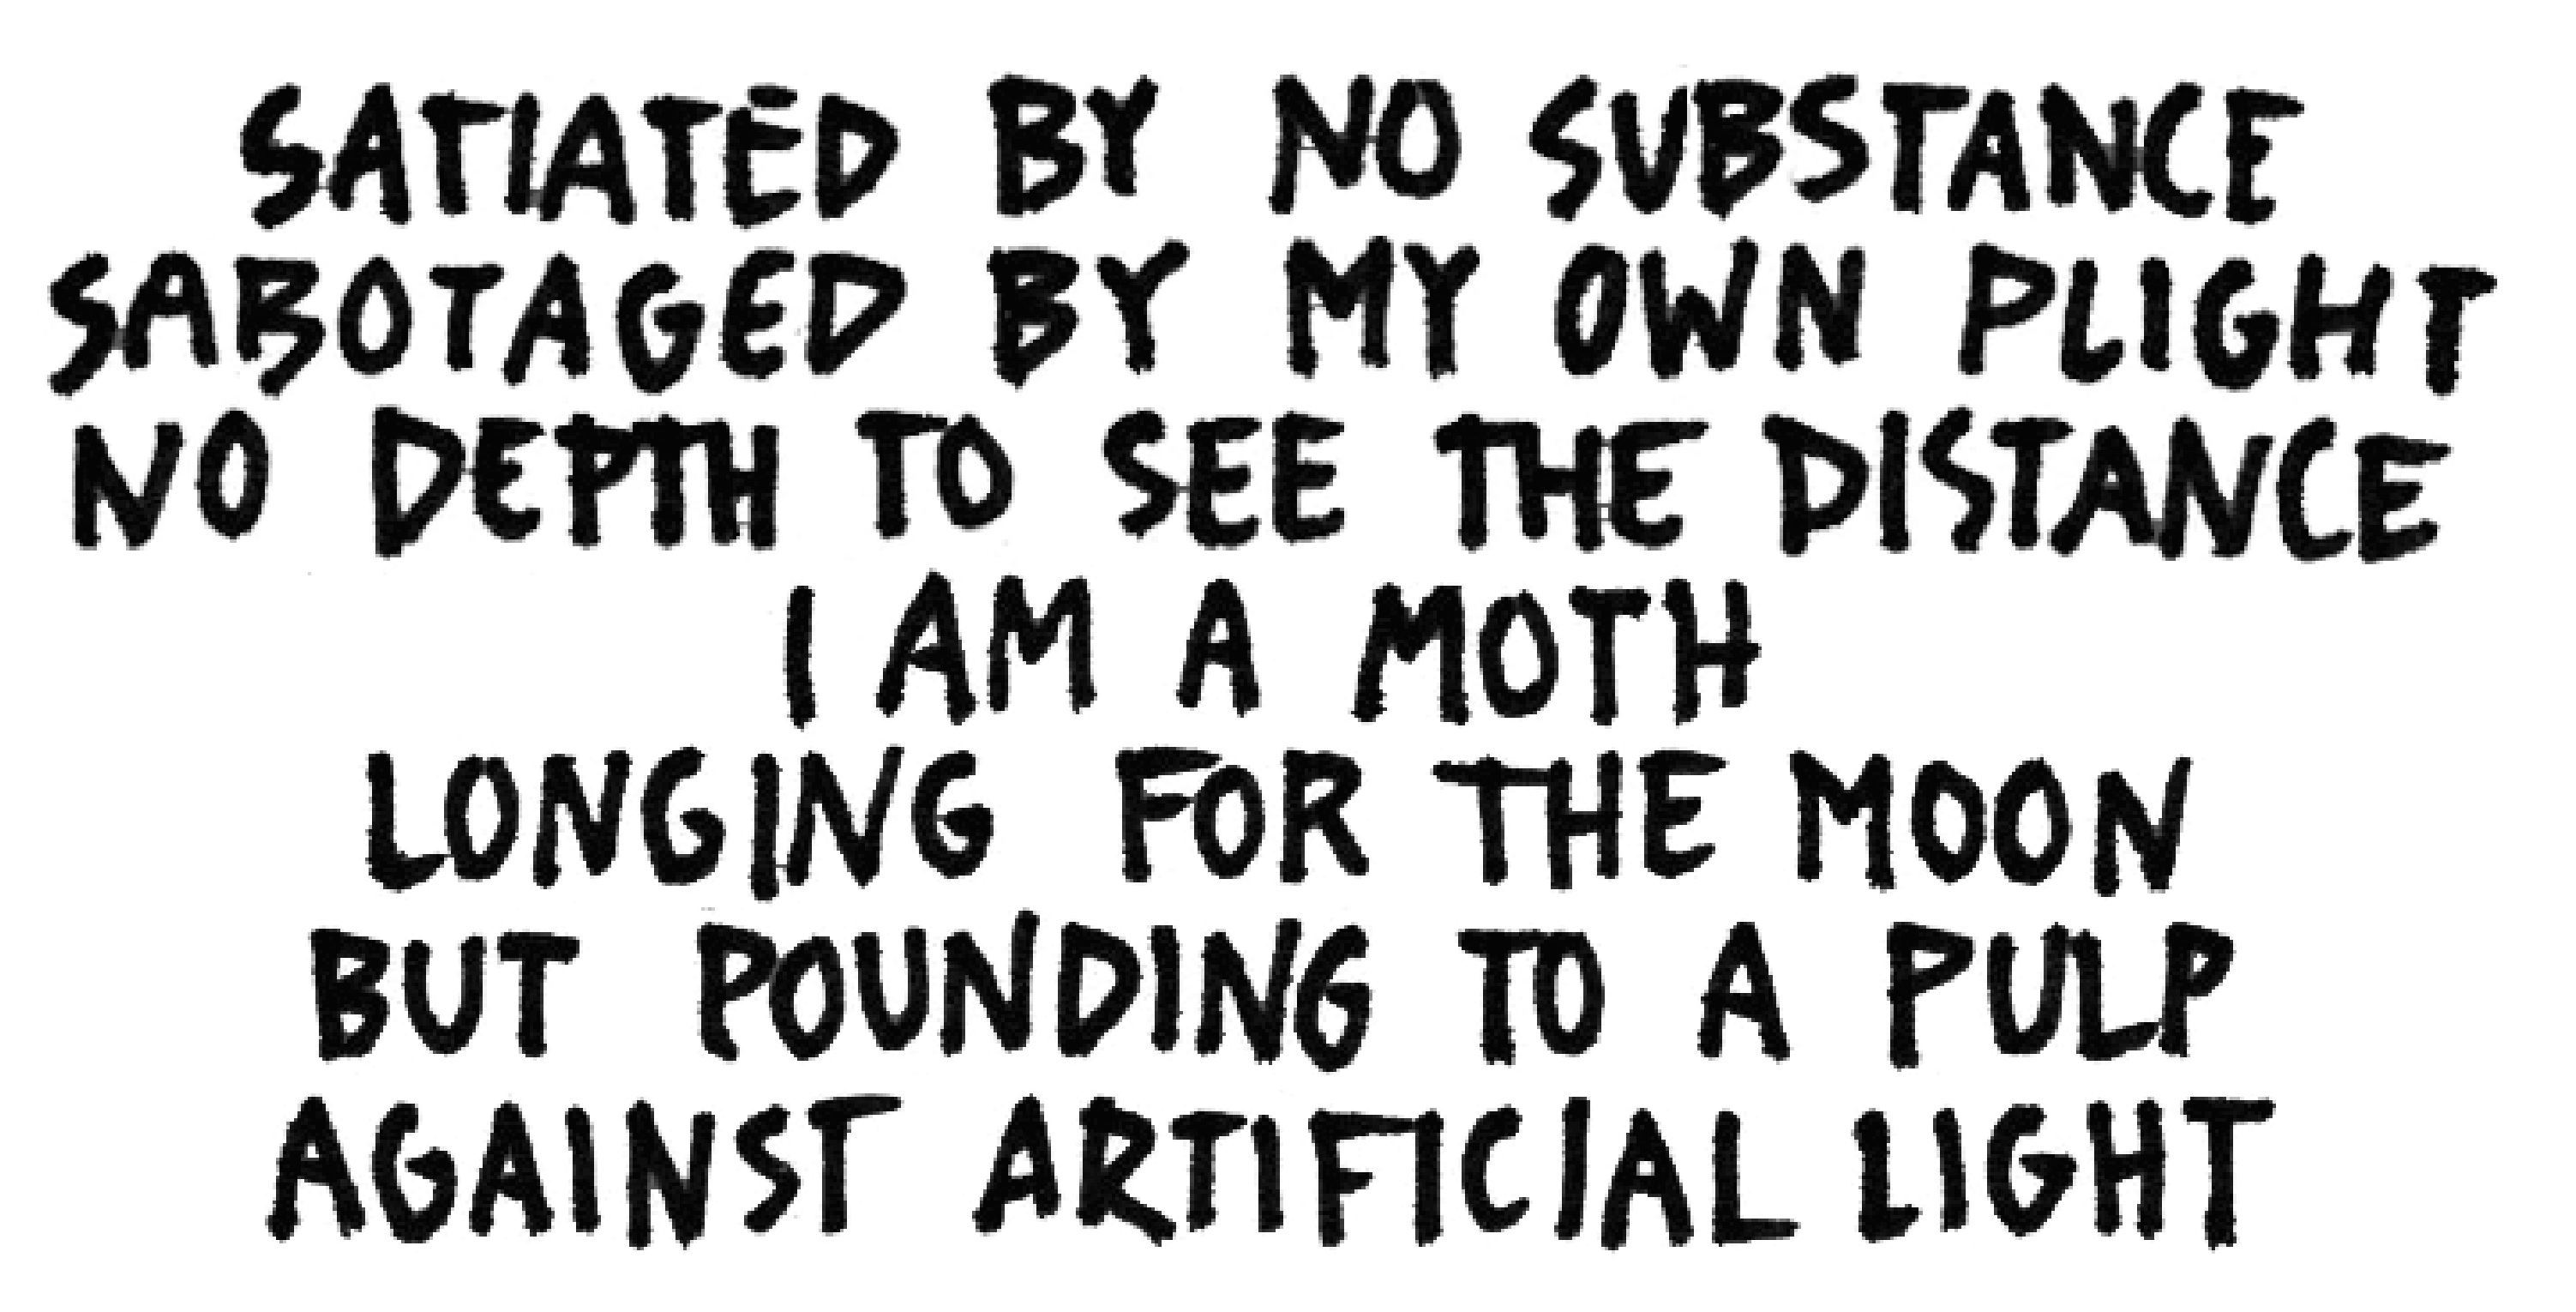 SATIATED BY NO SUBSTANCE
SABOTAGED BY MY OWN PLIGHT
NO DEPTH TO SEE THE DISTANCE
I AM A MOTH
LONGING FOR THE MOON
BUT POUNDING TO A PULP
AGAINST ARTIFICIAL LIGHT